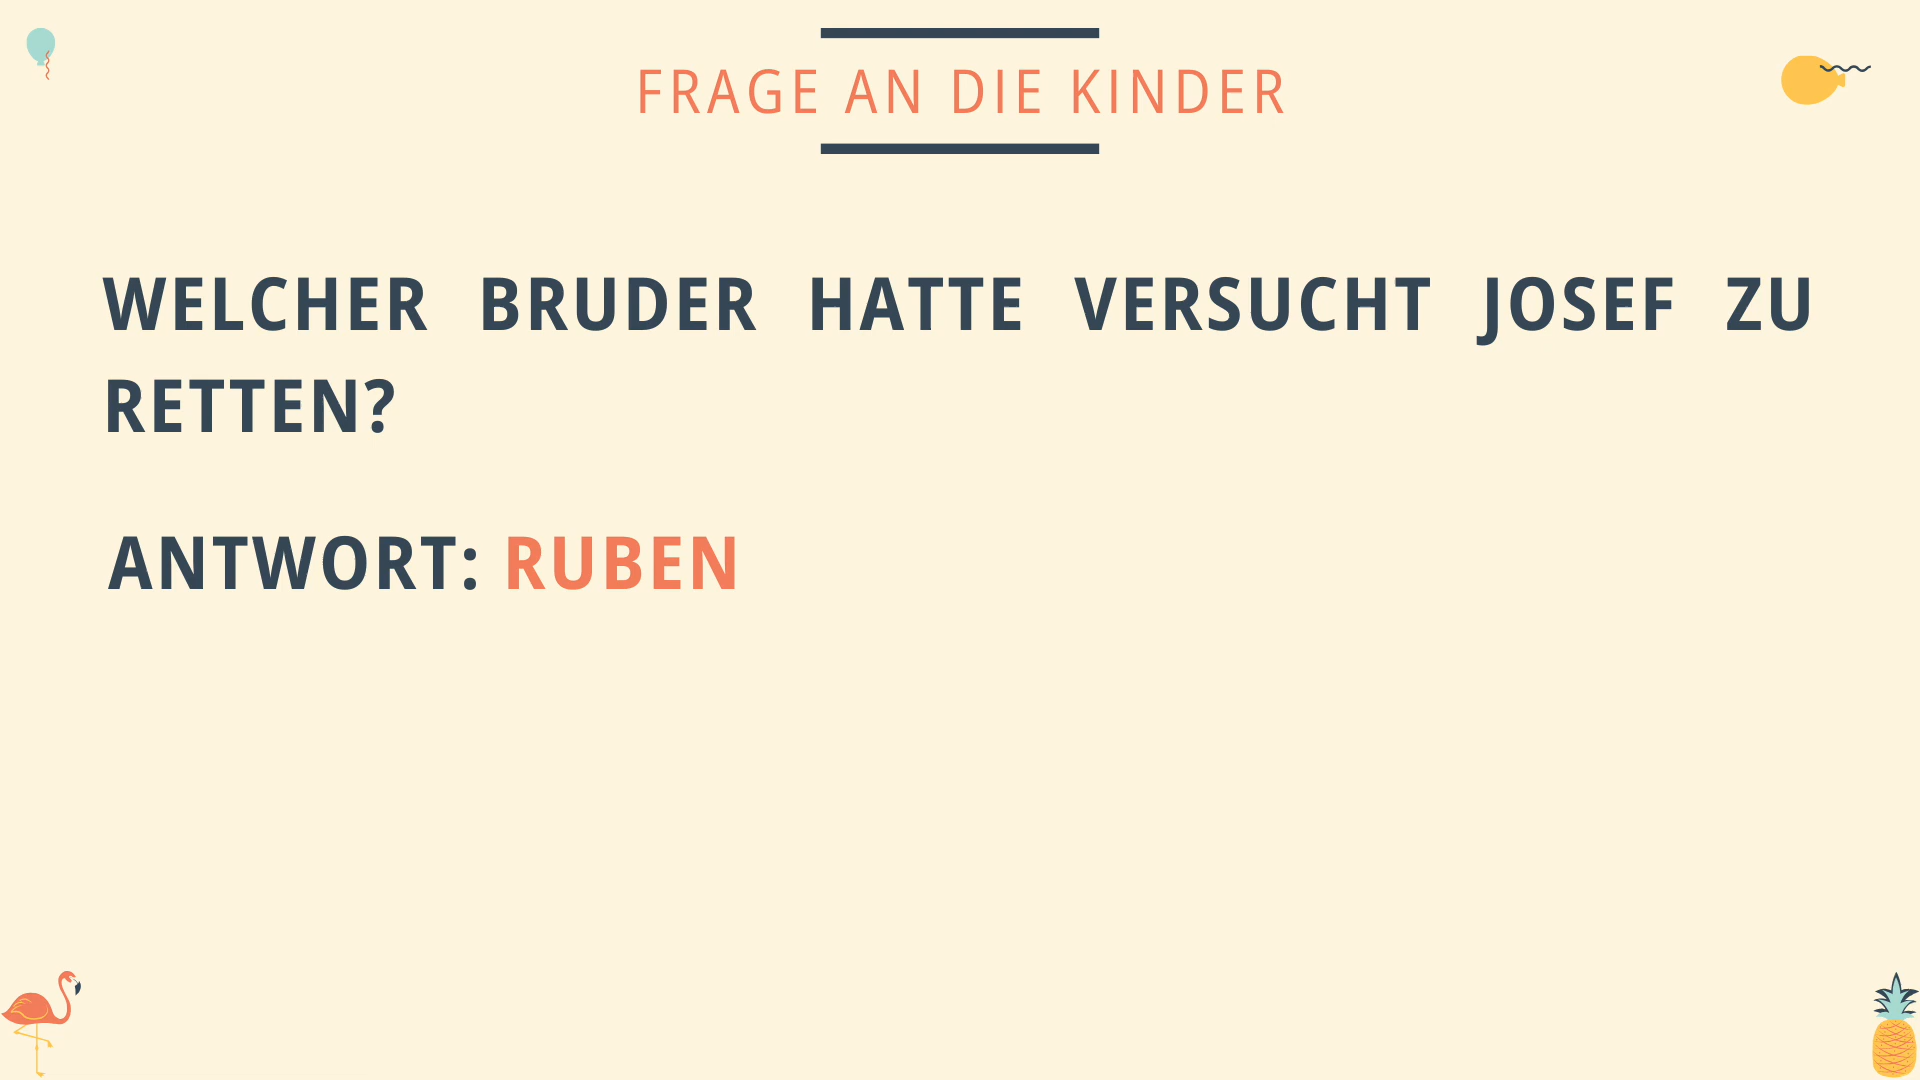 FRAGE AN DIE KINDER
WELCHER BRUDER HATTE VERSUCHT JOSEF ZU
RETTEN?
ANTWORT: RUBEN